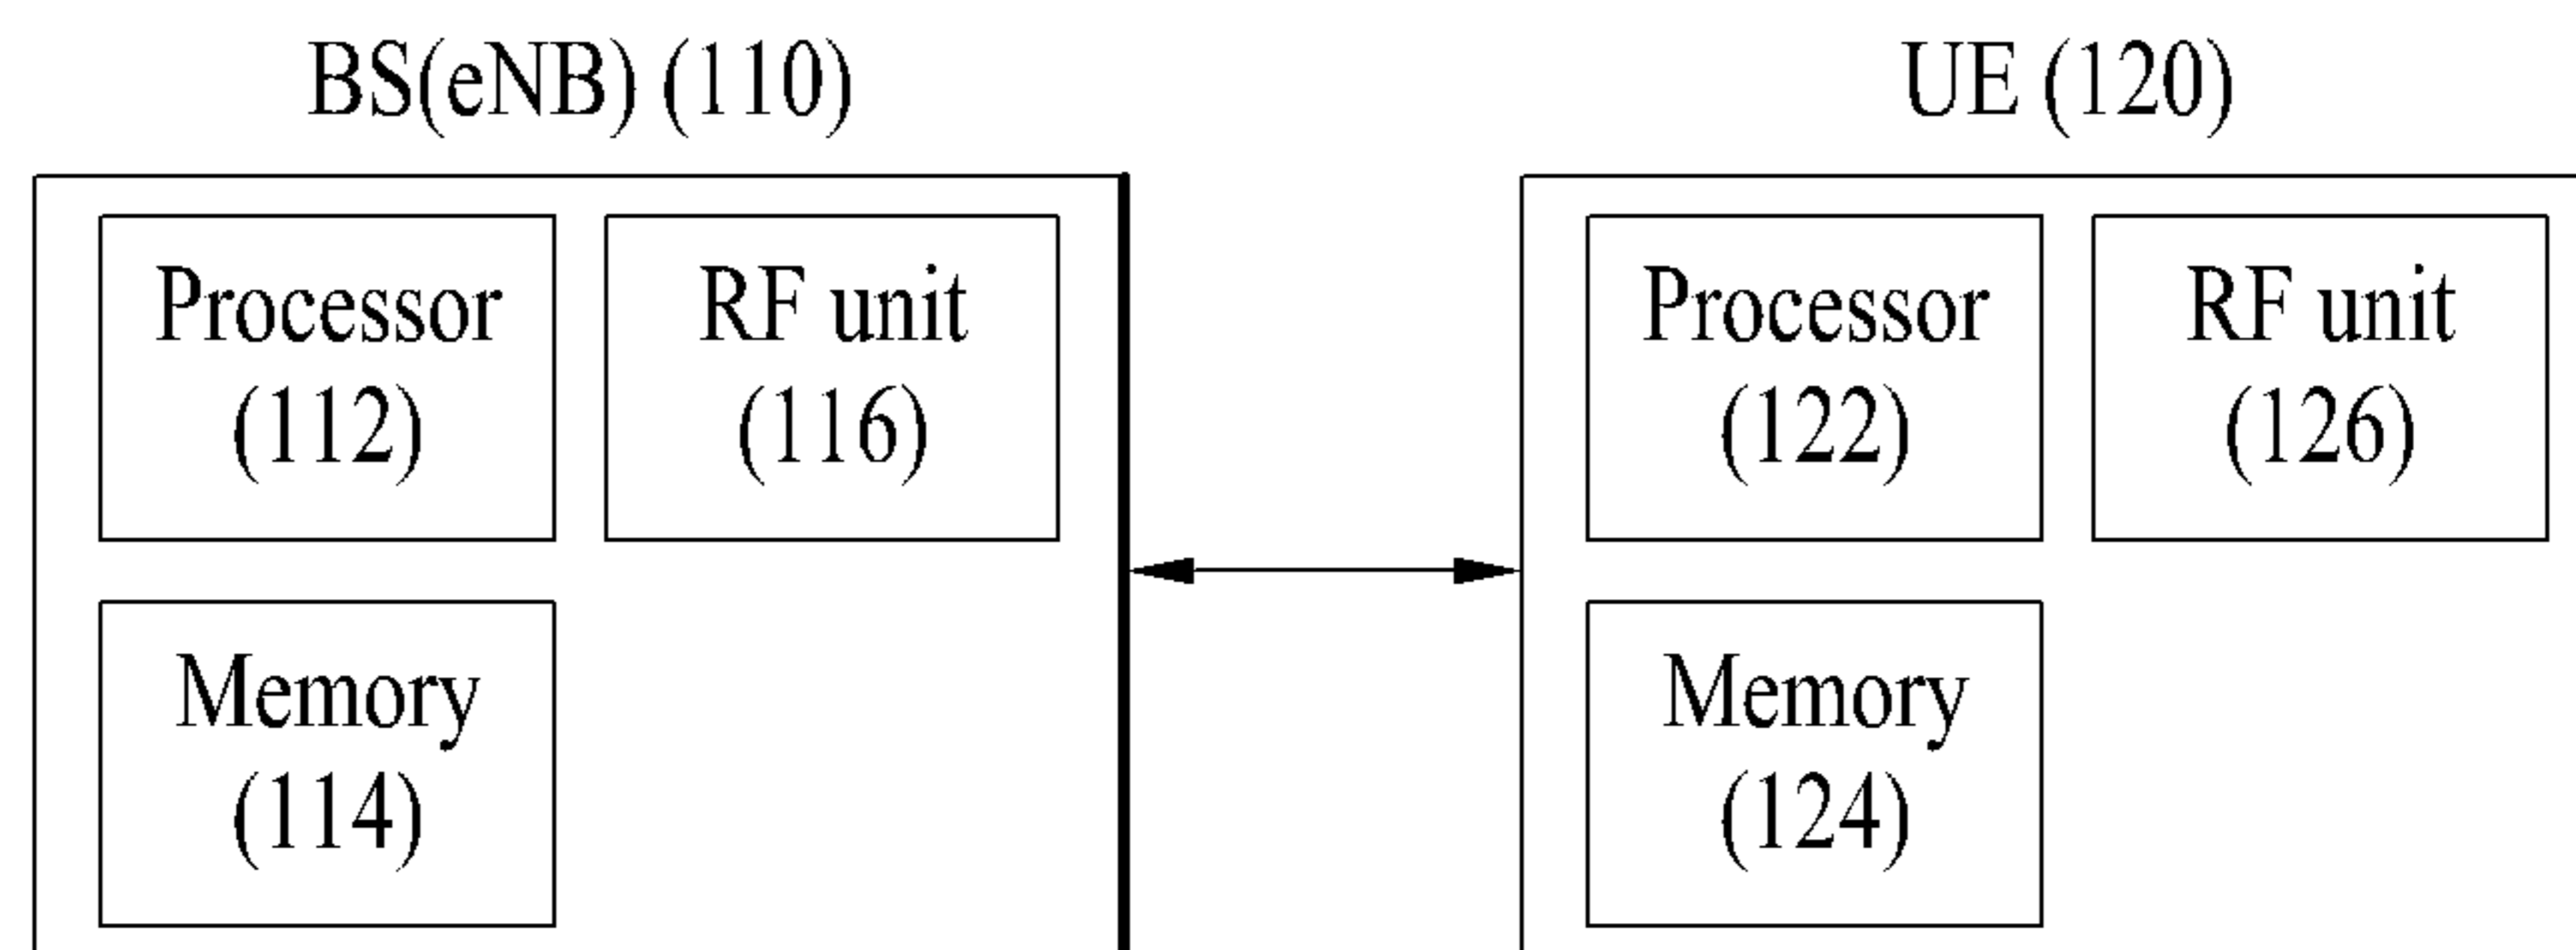 BS(eNB) (110)
Processor
(112)
RF unit
(116)
Memory
(114)
UE (120)
Processor
(122)
RF unit
(126)
Memory
(124)